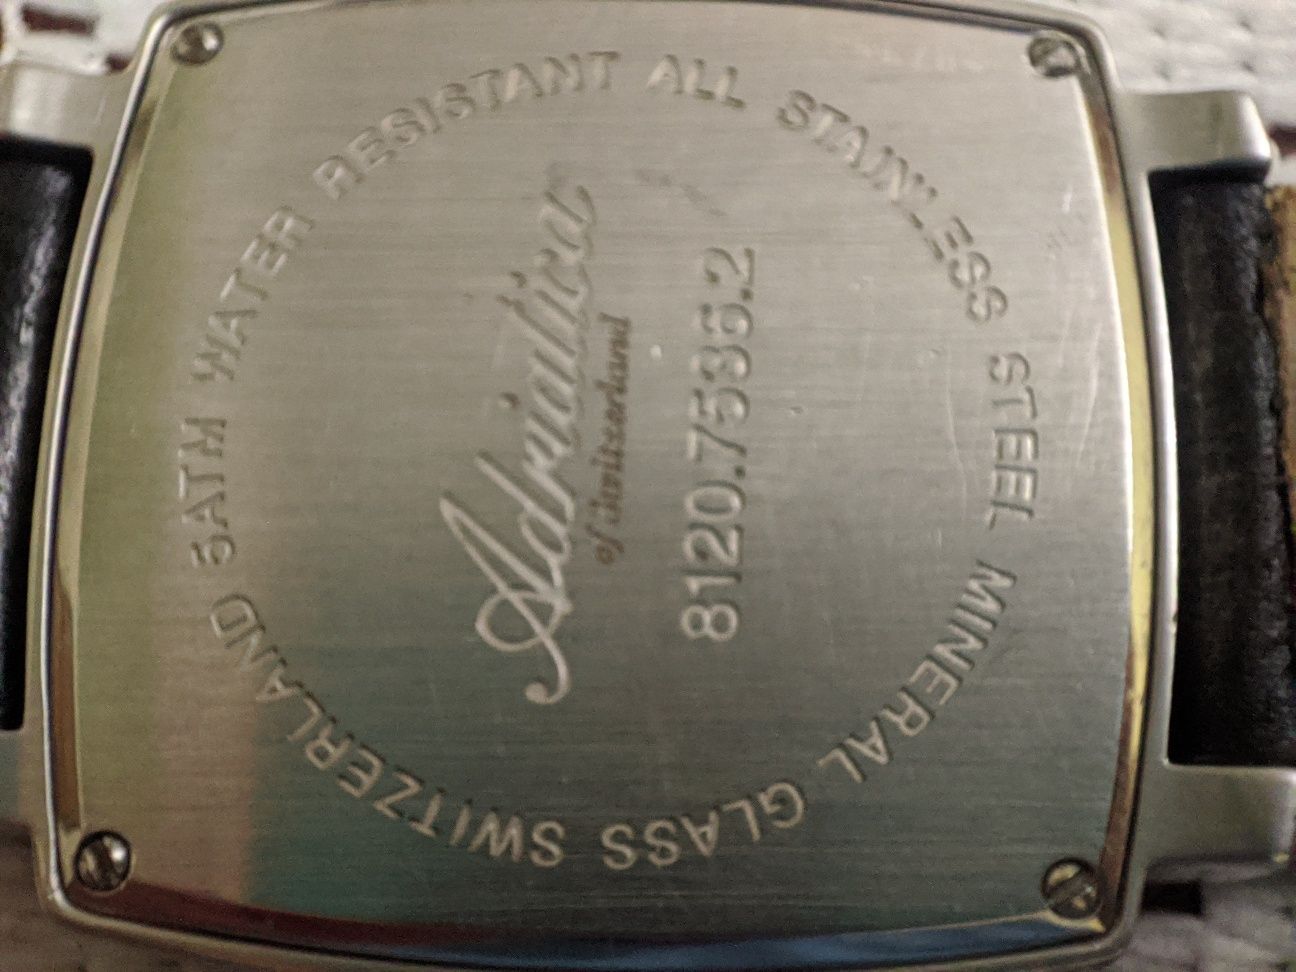 Adriatica
of Switzerland
8120.7536.2
5ATM WATER RESISTANT ALL STAINLESS STEEL MINERAL GLASS SWITZERLAND